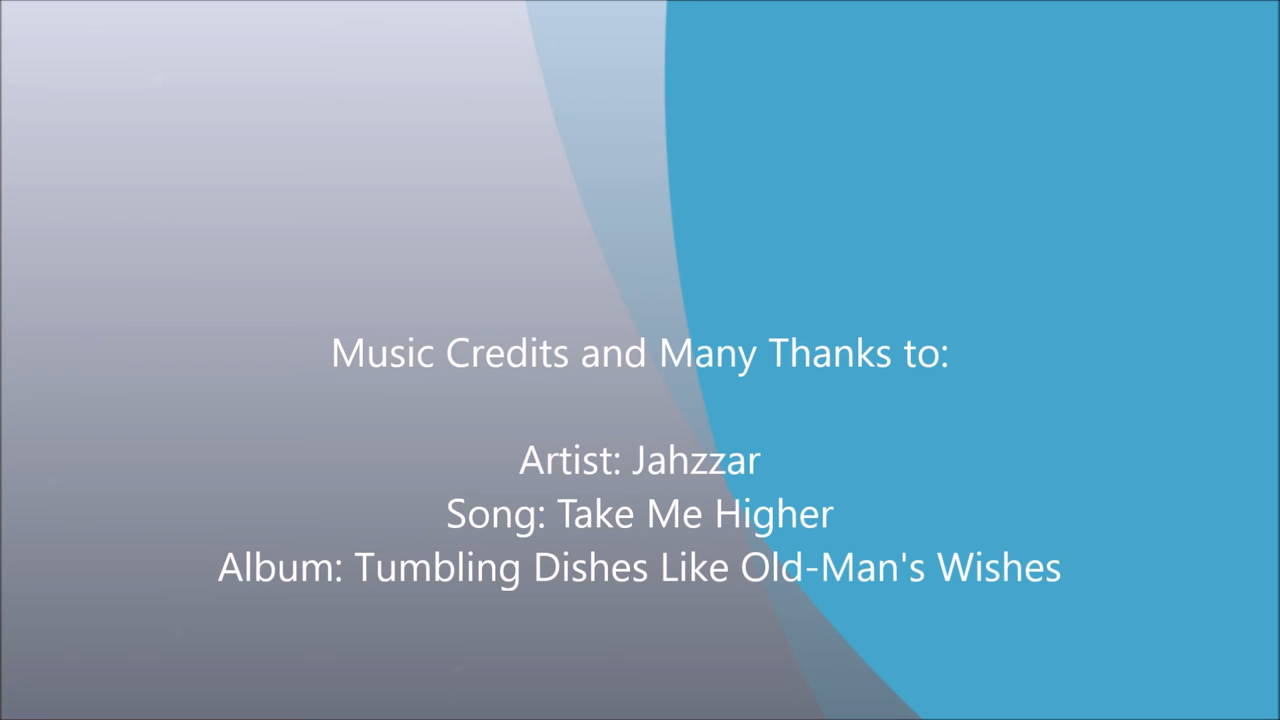 Music Credits and Many Thanks to:
Artist: Jahzzar
Song: Take Me Higher
Album: Tumbling Dishes Like Old-Man's Wishes